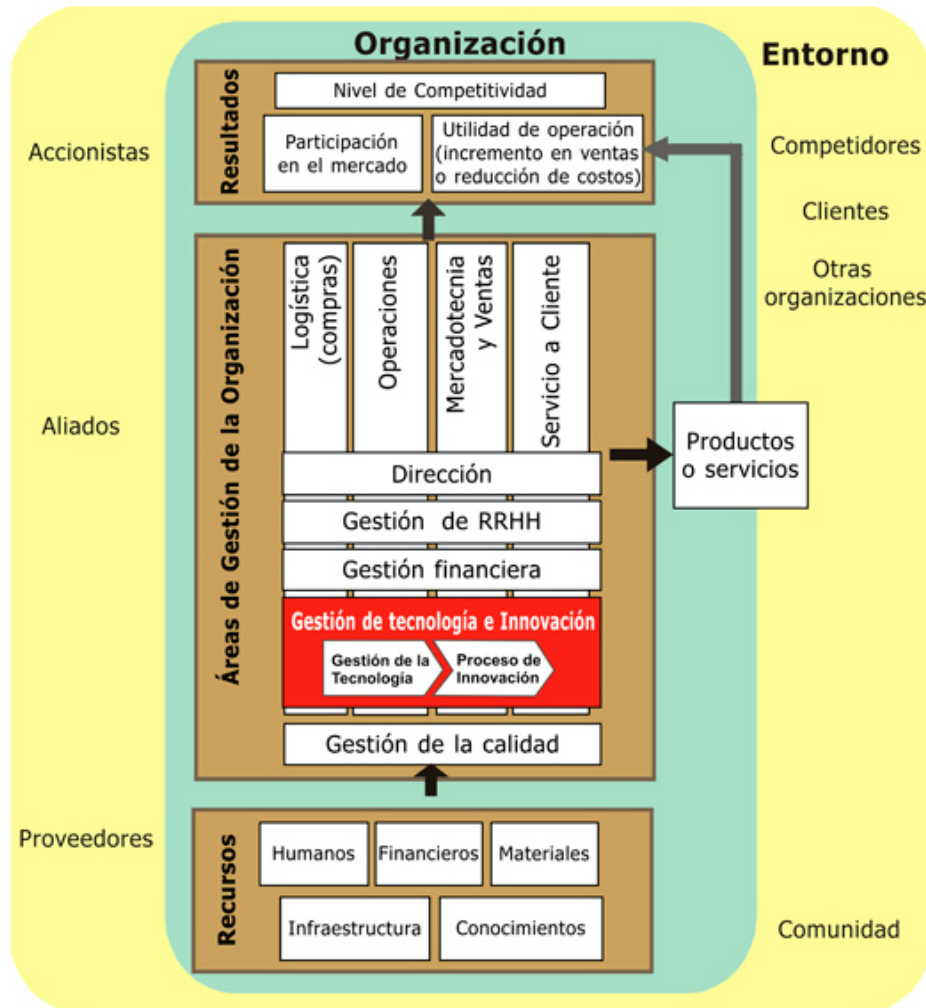 Organización
Entorno
Resultados
Nivel de Competitividad
Participación
en el mercado
Utilidad de operación
(incremento en ventas
o reducción de costos)
Accionistas
Competidores
Clientes
Otras
organizaciones
Áreas de Gestión de la Organización
Logística
(compras)
Operaciones
Mercadotecnia
y Ventas
Servicio a Cliente
Aliados
Productos
o servicios
Dirección
Gestión de RRHH
Gestión financiera
Gestión de tecnología e Innovación
Gestión de la
Tecnología
Proceso de
Innovación
Gestión de la calidad
Proveedores
Recursos
Humanos
Financieros
Materiales
Infraestructura
Conocimientos
Comunidad